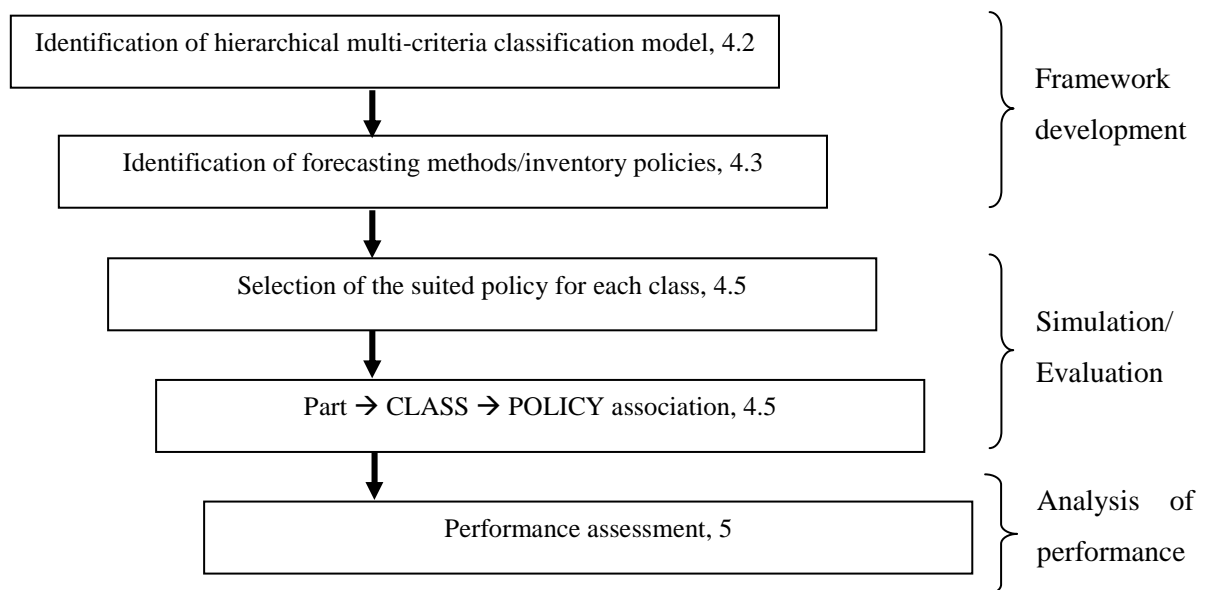 Identification of hierarchical multi-criteria classification model, 4.2
Framework
development
Identification of forecasting methods/inventory policies, 4.3
Selection of the suited policy for each class, 4.5
Simulation/
Evaluation
Part → CLASS → POLICY association, 4.5
Performance assessment, 5
Analysis of
performance